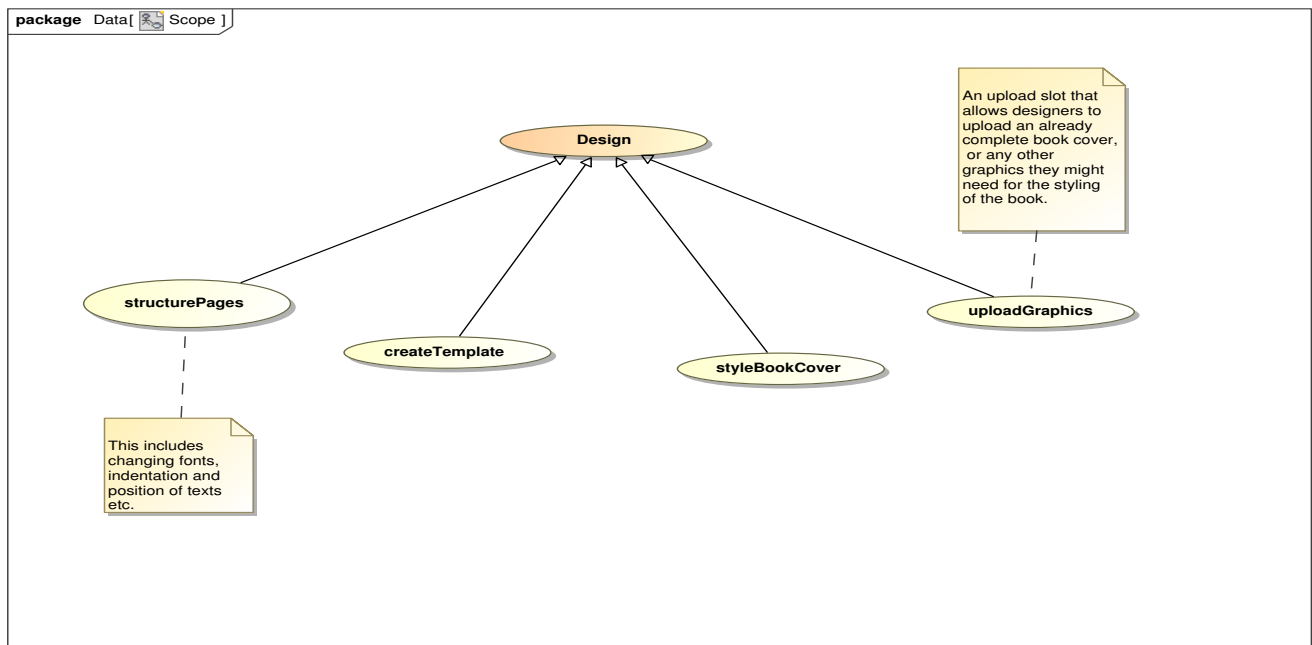 package Data[ Scope ]
Design
An upload slot that
allows designers to
upload an already
complete book cover,
or any other
graphics they might
need for the styling
of the book.
structurePages
createTemplate
styleBookCover
uploadGraphics
This includes
changing fonts,
indentation and
position of texts
etc.